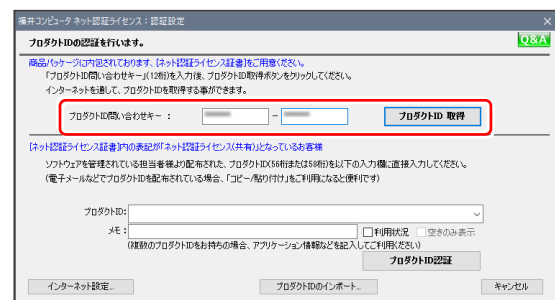 福井コンピュータ ネット認証ライセンス：認証設定
プロダクトIDの認証を行います。
Q&A
商品パッケージに内包されております、[ネット認証ライセンス証書]をご用意ください。
「プロダクトID問い合わせキー」(12桁)を入力後、プロダクトID取得ボタンをクリックしてください。
インターネットを通して、プロダクトIDを取得する事ができます。
プロダクトID問い合わせキー： －
プロダクトID 取得
[ネット認証ライセンス証書]内の表記が「ネット認証ライセンス(共有)」となっているお客様
ソフトウェアを管理されている担当者様より配布された、プロダクトID(56桁または58桁)を以下の入力欄に直接入力してください。
(電子メールなどでプロダクトIDを配布されている場合、「コピー/貼り付け」をご利用になると便利です)
プロダクトID:
メモ：
利用状況 空きのみ表示
(複数のプロダクトIDをお持ちの場合、アプリケーション情報などを記入してご利用ください)
プロダクトID認証
インターネット設定... プロダクトIDのインポート... キャンセル